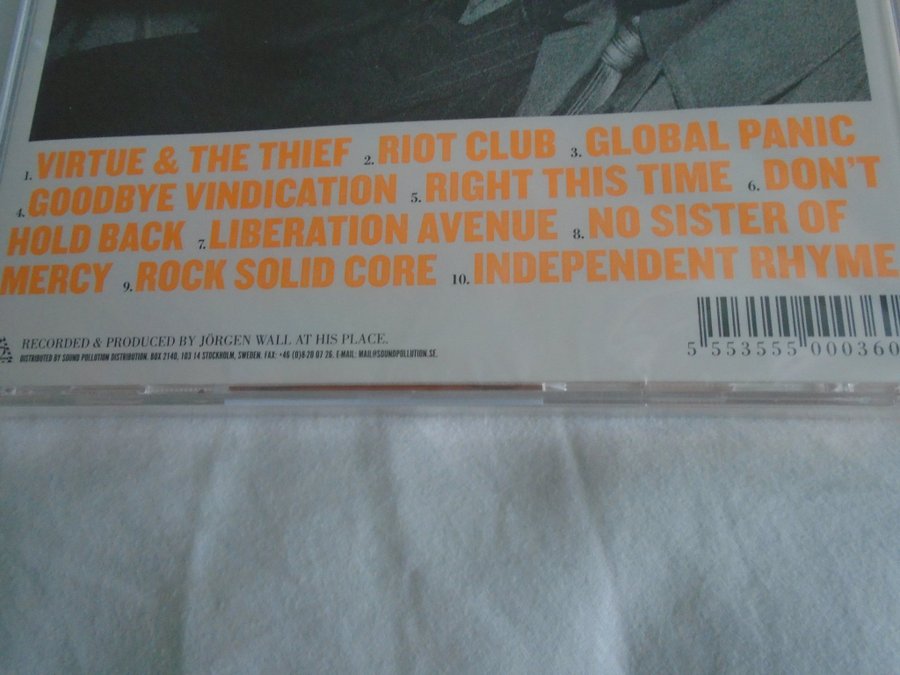 1. VIRTUE & THE THIEF 2. RIOT CLUB 3. GLOBAL PANIC
4. GOODBYE VINDICATION 5. RIGHT THIS TIME 6. DON'T
HOLD BACK 7. LIBERATION AVENUE 8. NO SISTER OF
MERCY 9. ROCK SOLID CORE 10. INDEPENDENT RHYME
RECORDED & PRODUCED BY JÖRGEN WALL AT HIS PLACE.
DISTRIBUTED BY SOUND POLLUTION DISTRIBUTION. BOX 2140, 103 14 STOCKHOLM, SWEDEN. FAX: +46 (0)8-20 07 26. E-MAIL: MAIL@SOUNDPOLLUTION.SE.
5 553555 000360